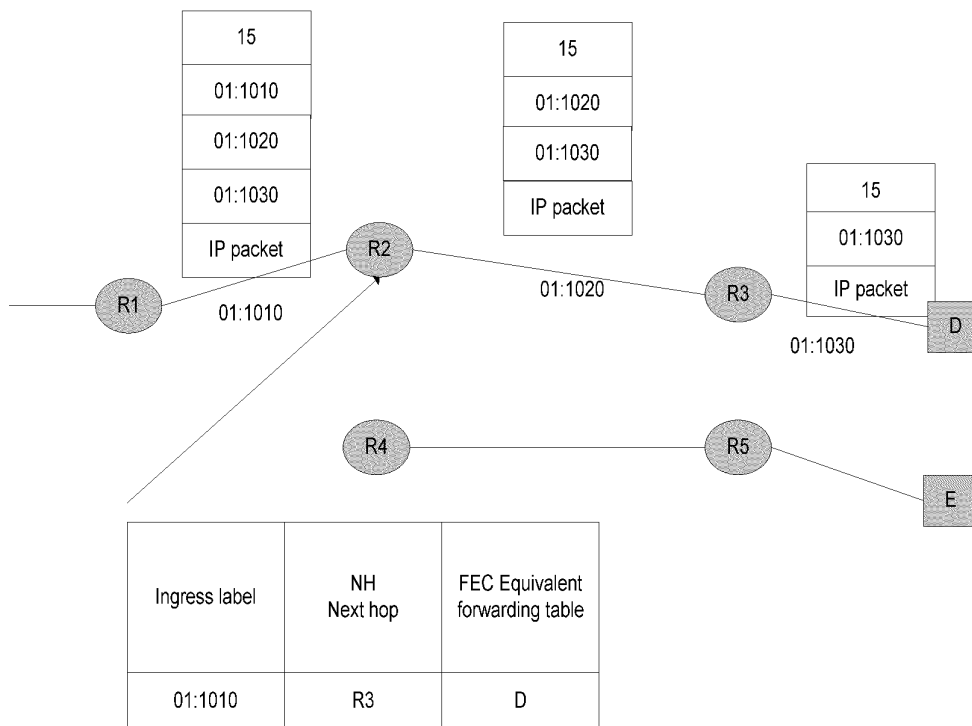 15
01:1010
01:1020
01:1030
IP packet
15
01:1020
01:1030
IP packet
15
01:1030
IP packet
R1
R2
R3
D
01:1010
01:1020
01:1030
R4
R5
E
Ingress label
NH
Next hop
FEC Equivalent
forwarding table
01:1010
R3
D